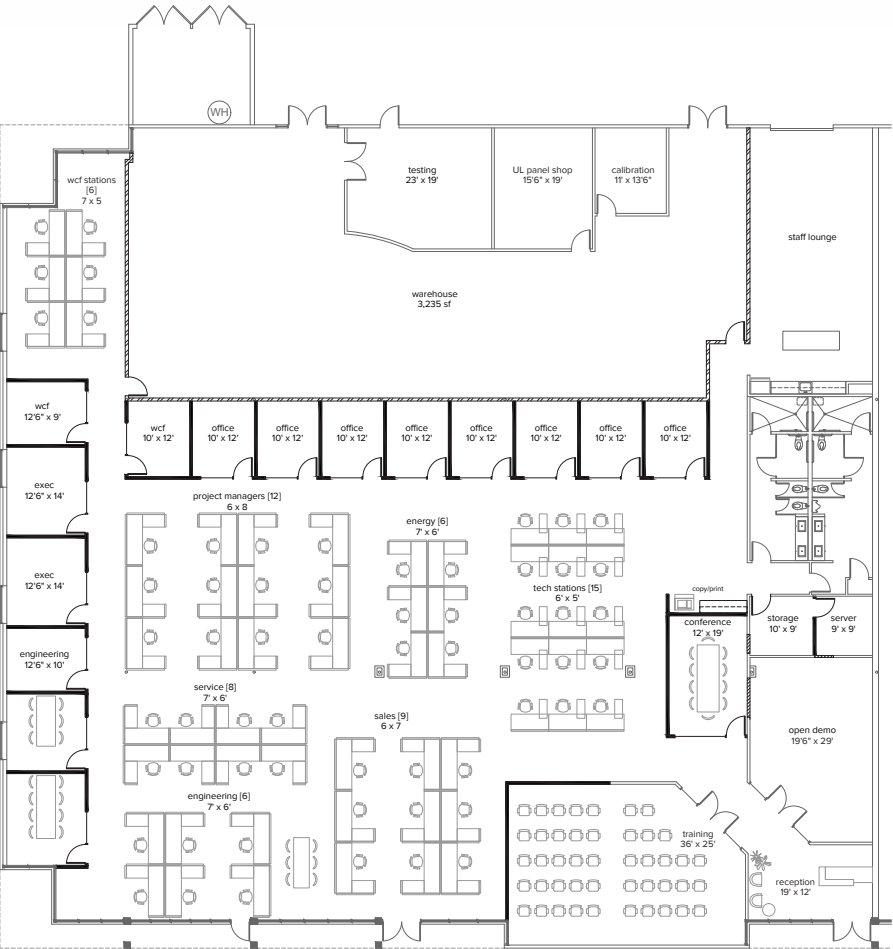 WH
testing
23' x 19'
UL panel shop
15'6" x 19'
calibration
11' x 13'6"
wcf stations
[6]
7 x 5
staff lounge
warehouse
3,235 sf
wcf
12'6" x 9'
wcf
10' x 12'
office
10' x 12'
office
10' x 12'
office
10' x 12'
office
10' x 12'
office
10' x 12'
office
10' x 12'
office
10' x 12'
office
10' x 12'
exec
12'6" x 14'
project managers [12]
6 x 8
energy [6]
7' x 6'
exec
12'6" x 14'
tech stations [15]
6' x 5'
copy/print
conference
12' x 19'
storage
10' x 9'
server
9' x 9'
engineering
12'6" x 10'
service [8]
7' x 6'
sales [9]
6 x 7
open demo
19'6" x 29'
engineering [6]
7' x 6'
training
36' x 25'
reception
19' x 12'